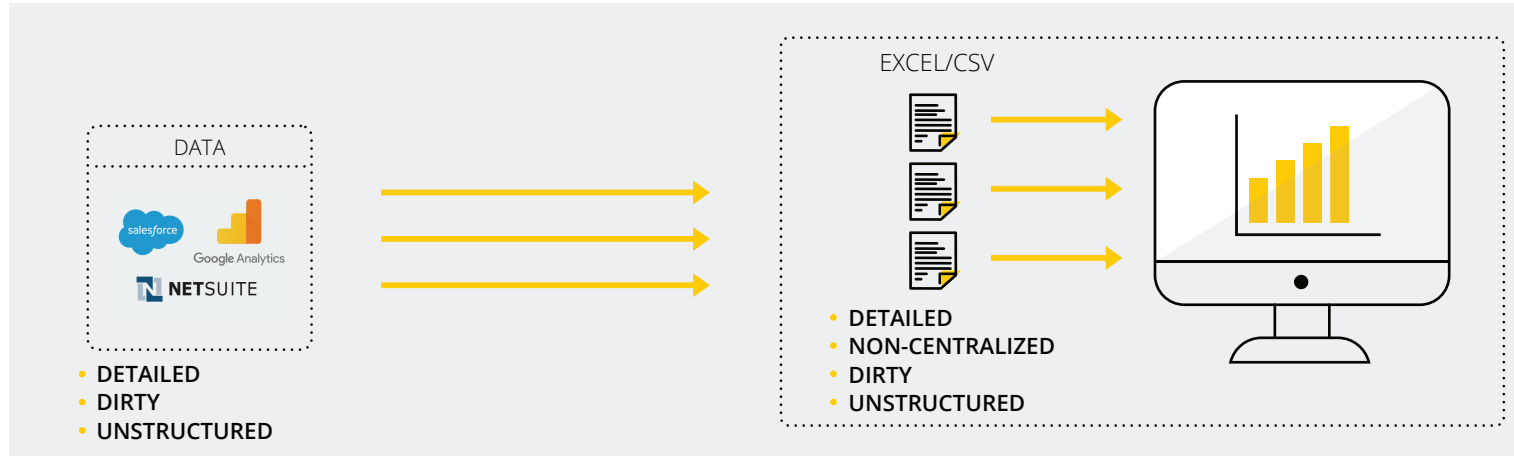 DATA
salesforce
Google Analytics
NETSUITE
• DETAILED
• DIRTY
• UNSTRUCTURED
EXCEL/CSV
• DETAILED
• NON-CENTRALIZED
• DIRTY
• UNSTRUCTURED